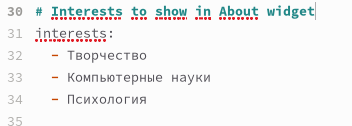 30 # Interests to show in About widget
31 interests:
32 - Творчество
33 - Компьютерные науки
34 - Психология
35